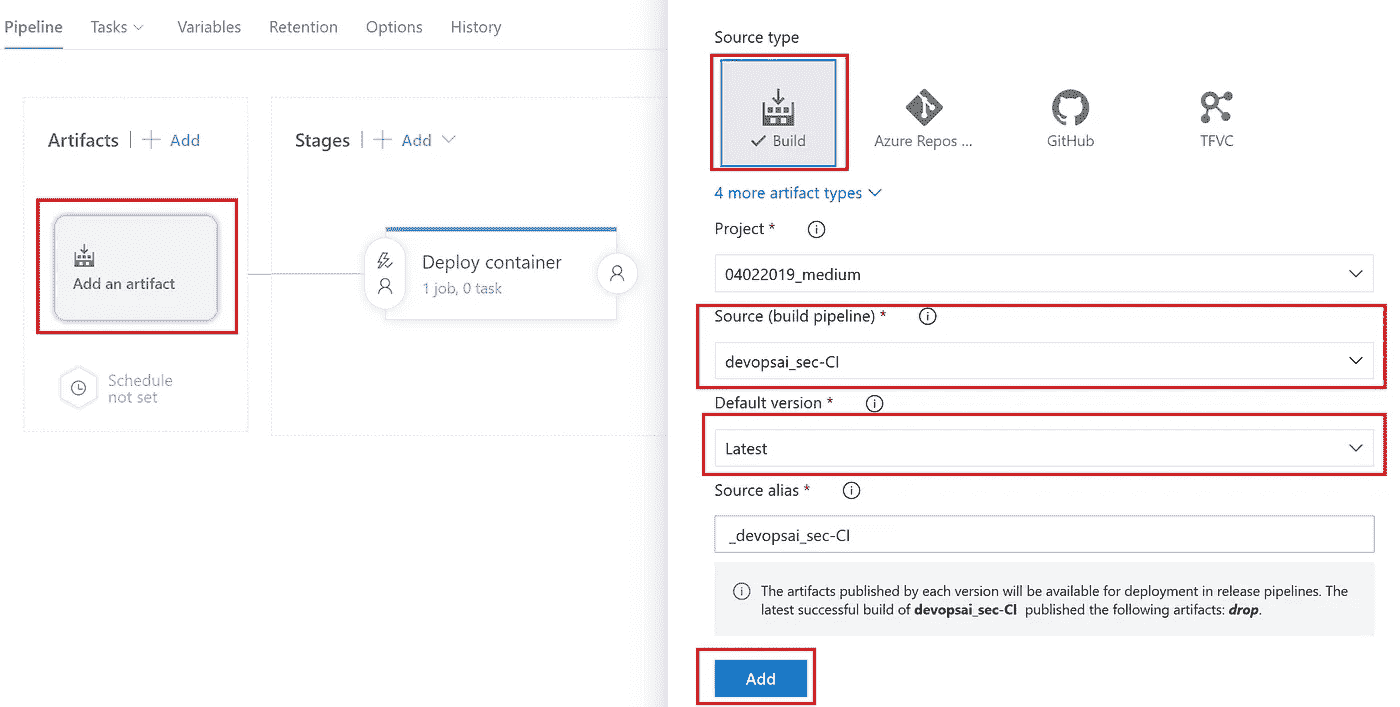 Pipeline Tasks Variables Retention Options History
Artifacts | + Add
Add an artifact
Schedule
not set
Stages | + Add
Deploy container
1 job, 0 task
Source type
Build
Azure Repos ...
GitHub
TFVC
4 more artifact types
Project *
04022019_medium
Source (build pipeline) *
devopsai_sec-CI
Default version *
Latest
Source alias *
_devopsai_sec-CI
The artifacts published by each version will be available for deployment in release pipelines. The
latest successful build of devopsai_sec-CI published the following artifacts: drop.
Add